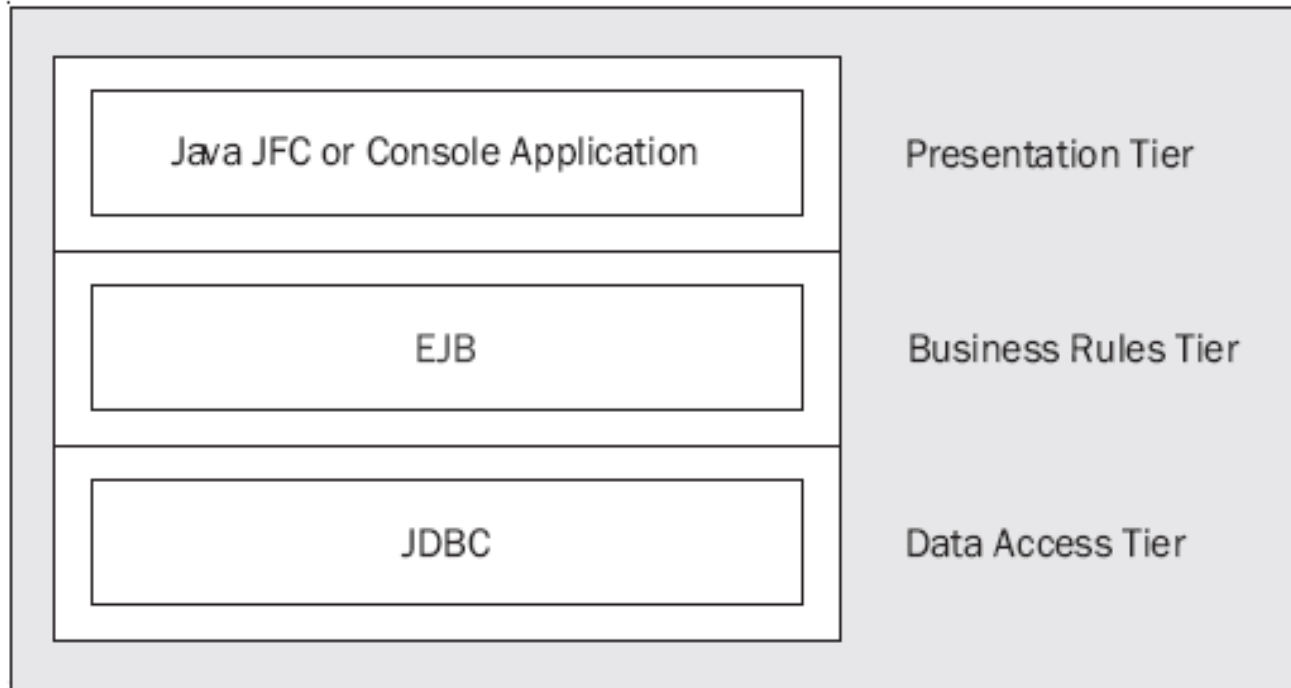 Java JFC or Console Application
Presentation Tier
EJB
Business Rules Tier
JDBC
Data Access Tier